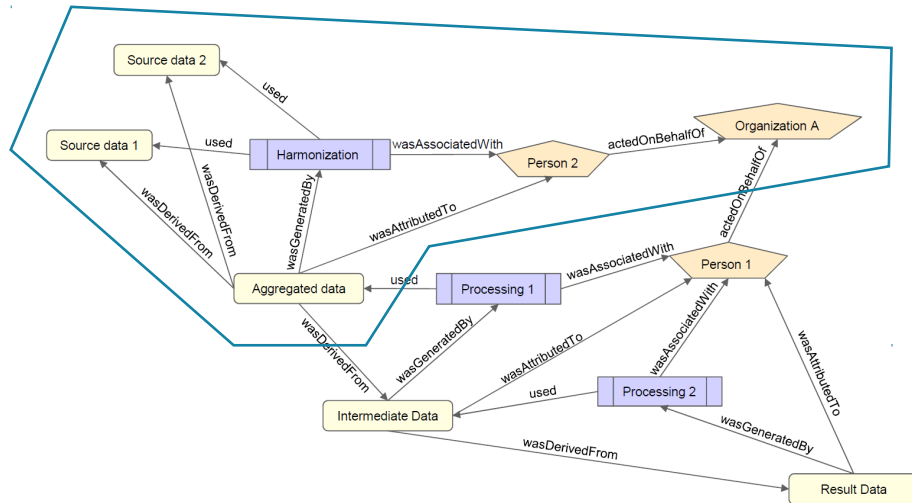 Source data 2
used
Organization A
Source data 1
used
Harmonization
wasAssociatedWith
Person 2
actedOnBehalfOf
wasDerivedFrom
wasDerivedFrom
wasGeneratedBy
wasAttributedTo
actedOnBehalfOf
Aggregated data
used
Processing 1
wasAssociatedWith
Person 1
wasDerivedFrom
wasGeneratedBy
wasAttributedTo
wasAssociatedWith
wasAttributedTo
Intermediate Data
used
Processing 2
wasGeneratedBy
wasDerivedFrom
Result Data